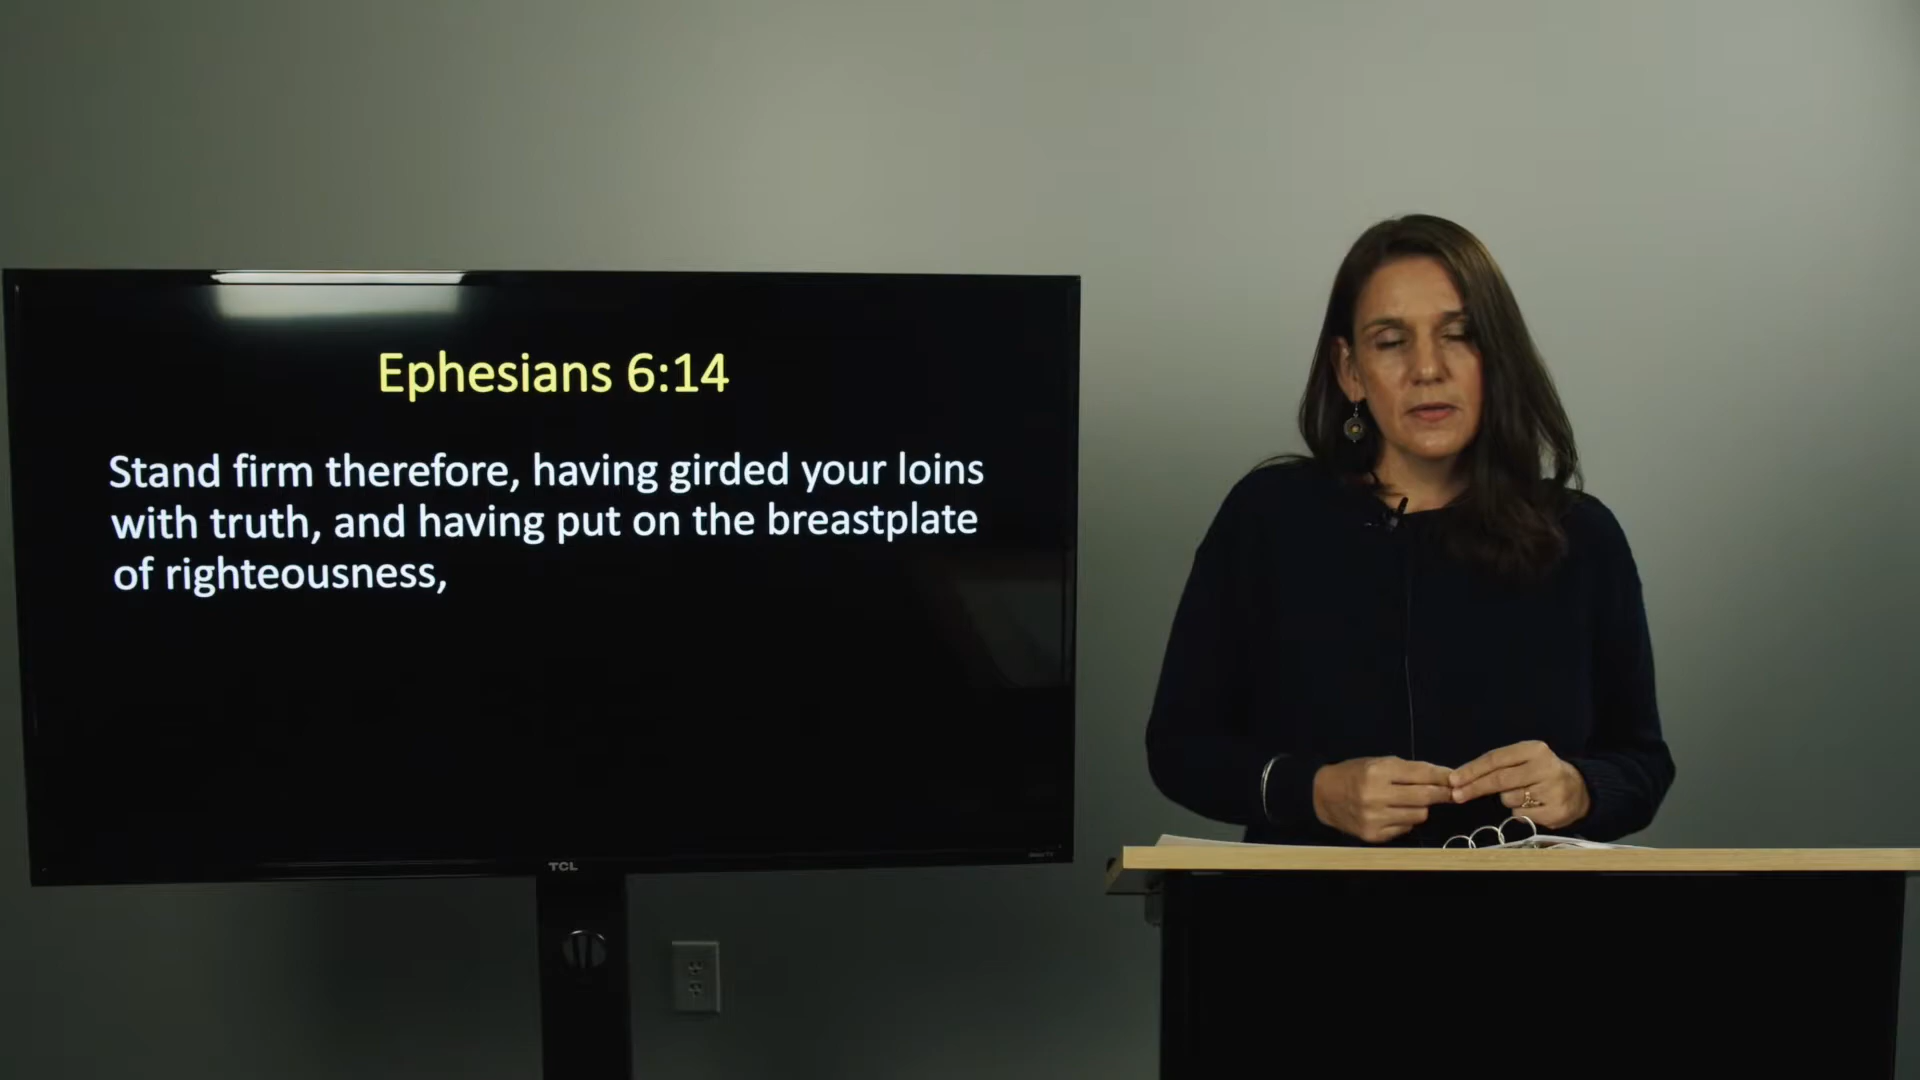 Ephesians 6:14
Stand firm therefore, having girded your loins
with truth, and having put on the breastplate
of righteousness,
TCL